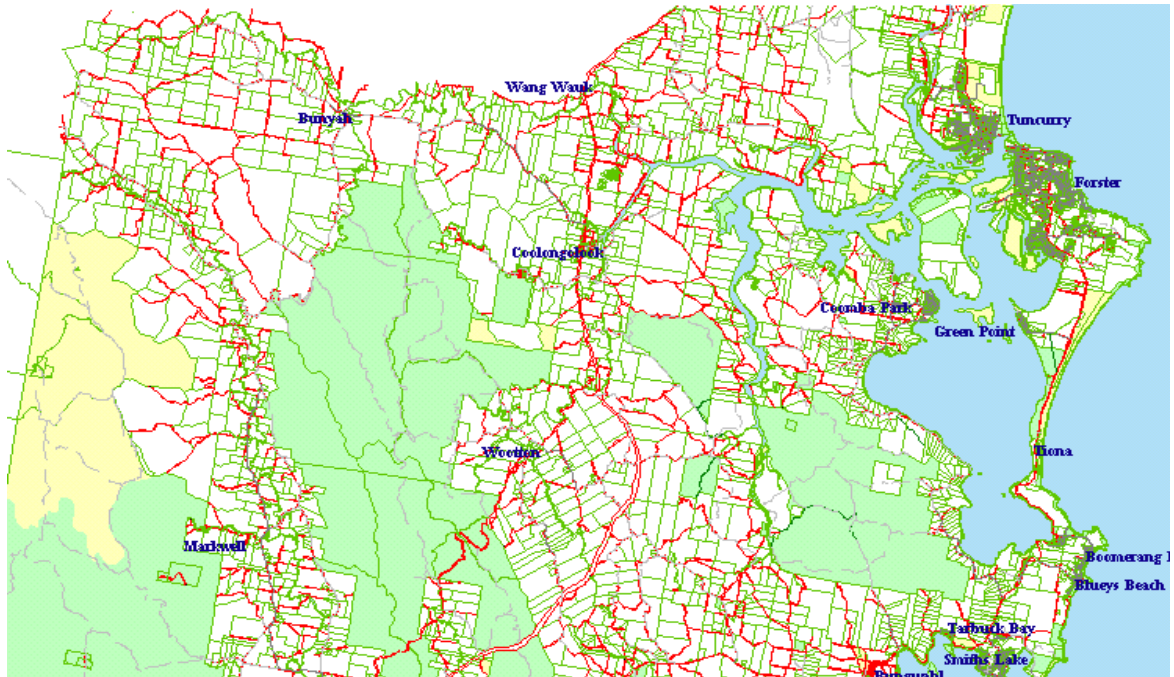 Wang Wauk
Bunyah
Tuncurry
Forster
Coolongolook
Coomba Park
Green Point
Wootton
Tiona
Markwell
Boomerang
Blueys Beach
Tarbuck Bay
Smiths Lake
Bungwahl